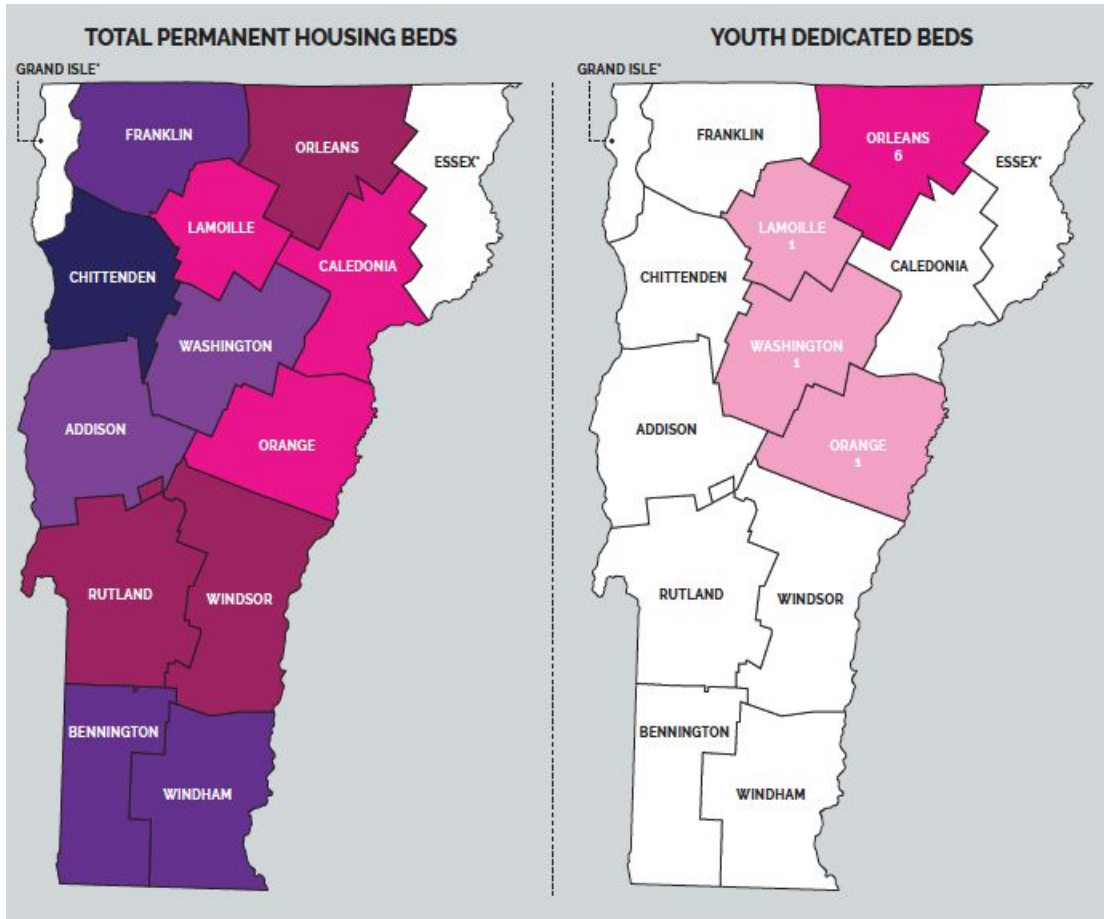 TOTAL PERMANENT HOUSING BEDS
GRAND ISLE*
FRANKLIN
ORLEANS
ESSEX*
LAMOILLE
CALEDONIA
CHITTENDEN
WASHINGTON
ADDISON
ORANGE
RUTLAND
WINDSOR
BENNINGTON
WINDHAM
YOUTH DEDICATED BEDS
GRAND ISLE*
FRANKLIN
ORLEANS
6
ESSEX*
LAMOILLE
1
CALEDONIA
CHITTENDEN
WASHINGTON
1
ADDISON
ORANGE
1
RUTLAND
WINDSOR
BENNINGTON
WINDHAM